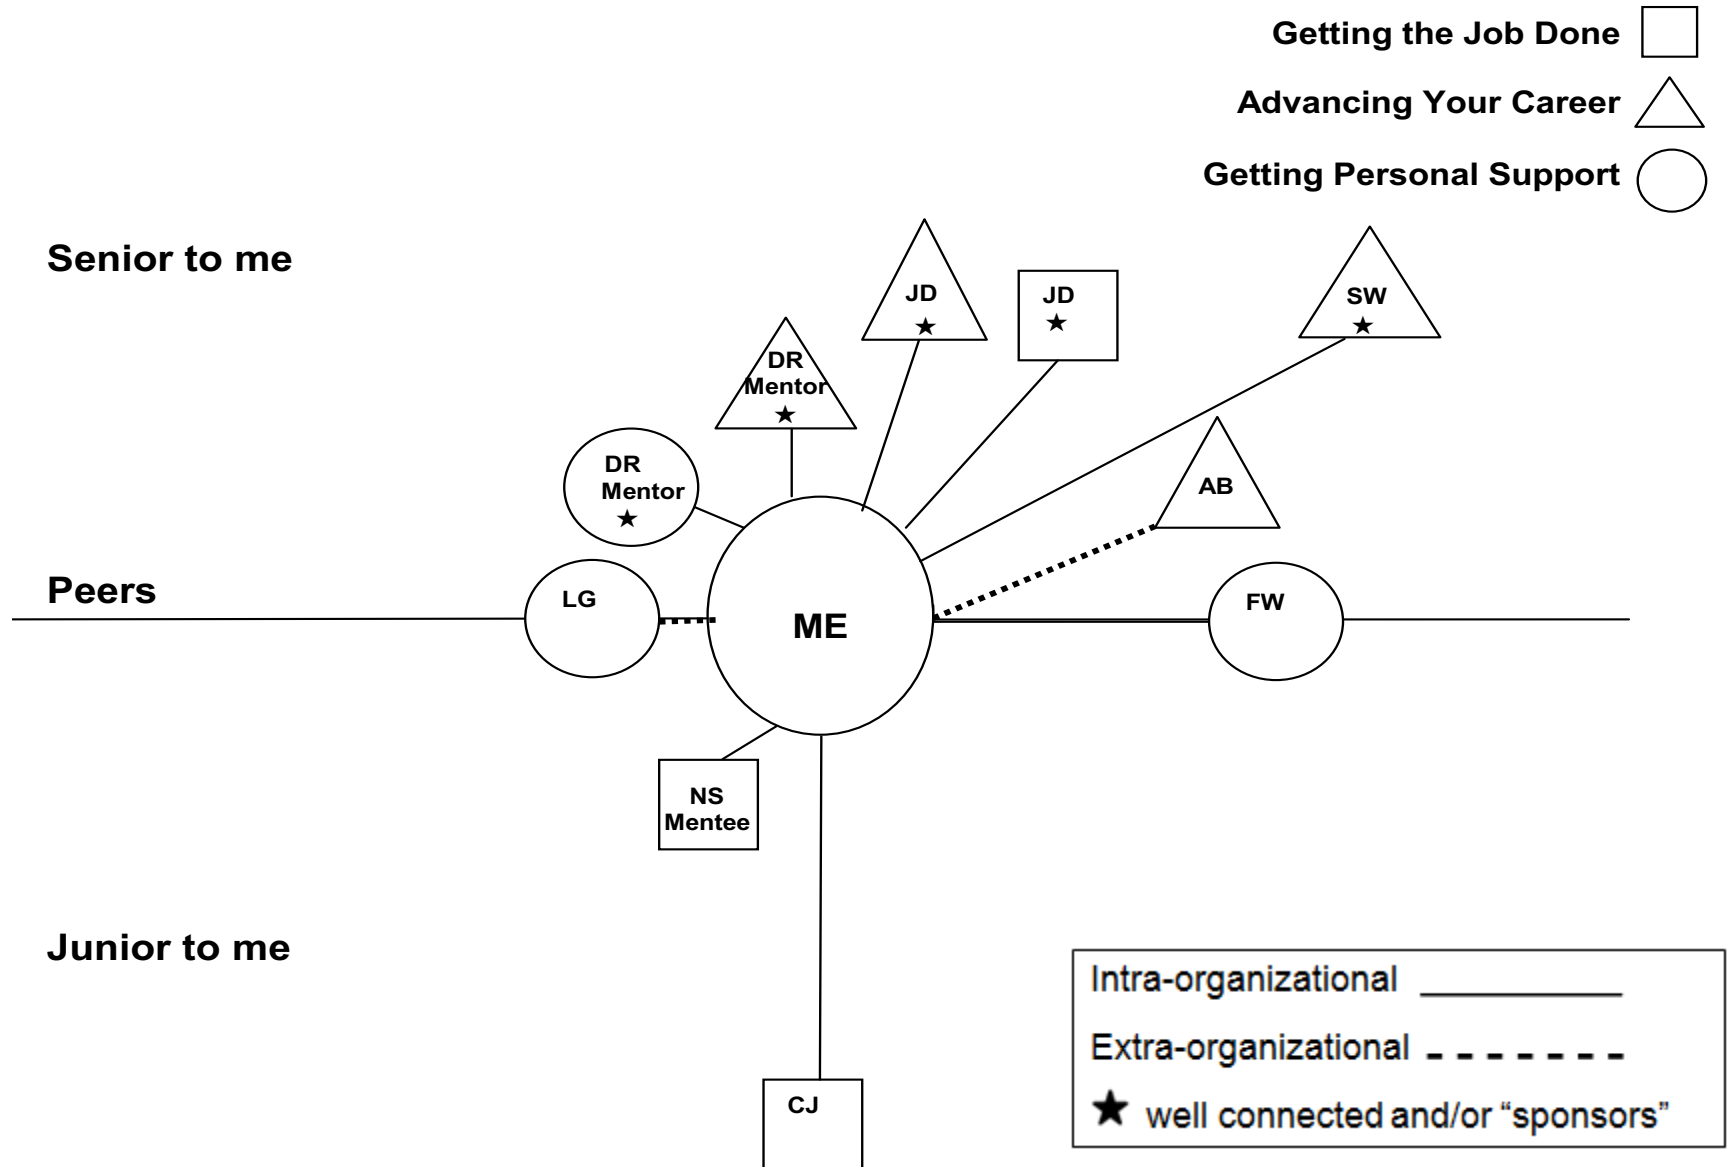 Getting the Job Done
Advancing Your Career
Getting Personal Support
Senior to me
JD
★
JD
★
SW
★
DR
Mentor
★
DR
Mentor
★
AB
Peers
LG
ME
FW
NS
Mentee
Junior to me
CJ
Intra-organizational
Extra-organizational
★ well connected and/or “sponsors”